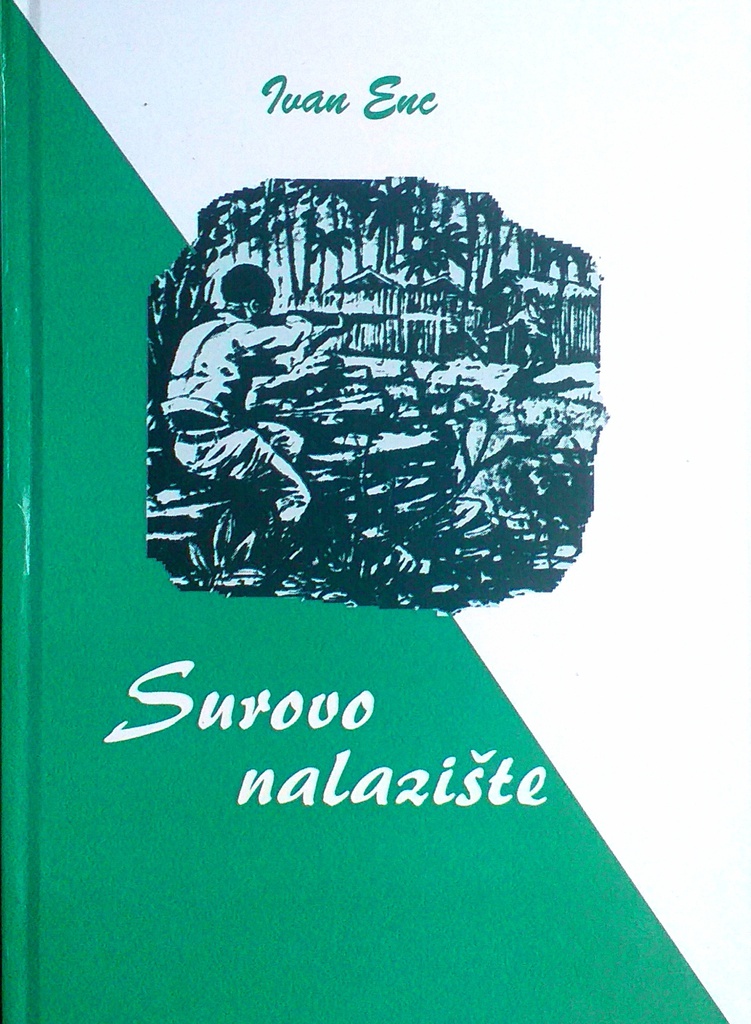 Ivan Enc
Surovo
nalazište